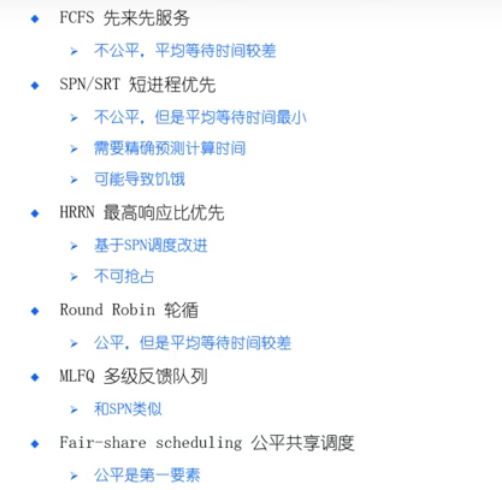 FCFS 先来先服务
不公平，平均等待时间较差
SPN/SRT 短进程优先
不公平，但是平均等待时间最小
需要精确预测计算时间
可能导致饥饿
HRRN 最高响应比优先
基于SPN调度改进
不可抢占
Round Robin 轮循
公平，但是平均等待时间较差
MLFQ 多级反馈队列
和SPN类似
Fair-share scheduling 公平共享调度
公平是第一要素